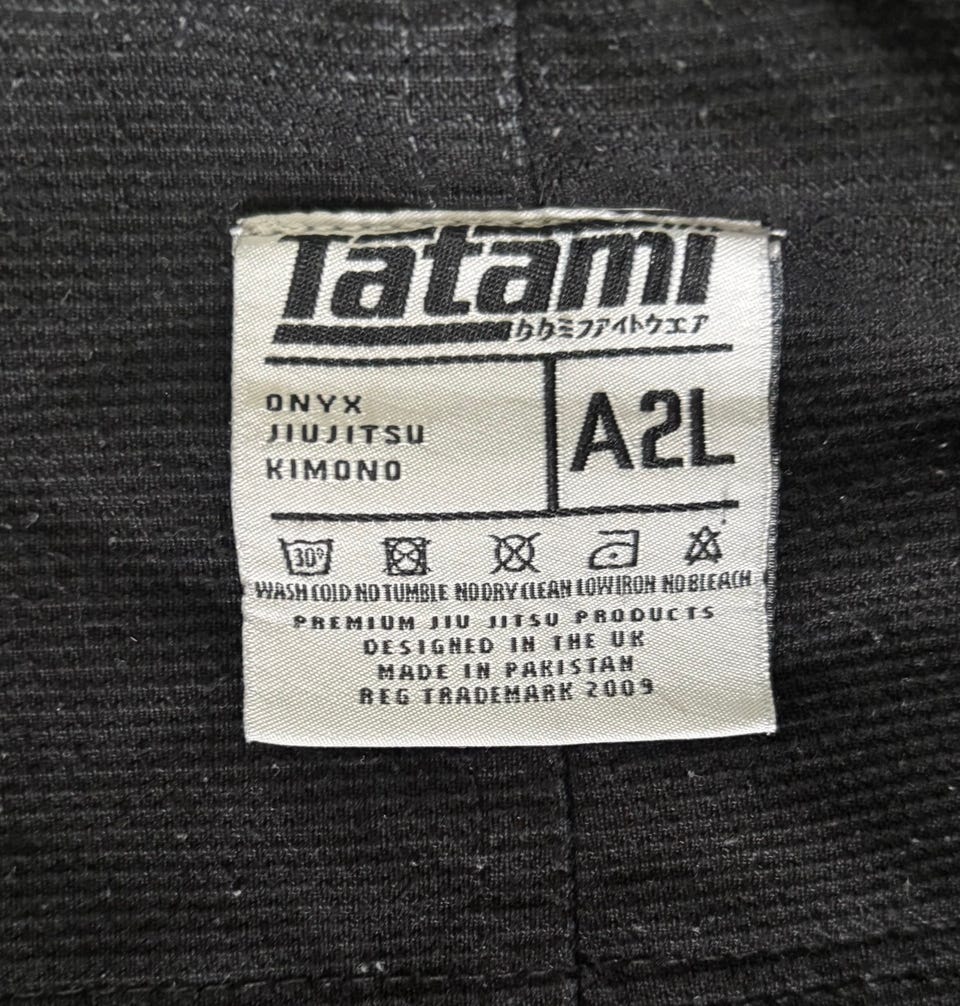 Tatami
タタミファイトウエア
ONYX
JIUJITSU
KIMONO
A2L
30°
WASH COLD NO TUMBLE NO DRY CLEAN LOW IRON NO BLEACH
PREMIUM JIU JITSU PRODUCTS
DESIGNED IN THE UK
MADE IN PAKISTAN
REG TRADEMARK 2009